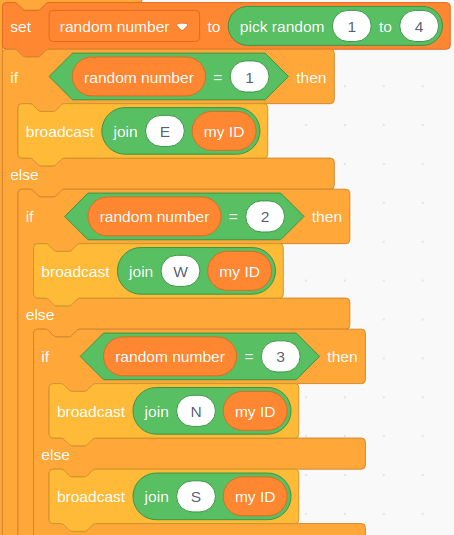 set random number to pick random 1 to 4
if random number = 1 then
broadcast join E my ID
else
if random number = 2 then
broadcast join W my ID
else
if random number = 3 then
broadcast join N my ID
else
broadcast join S my ID